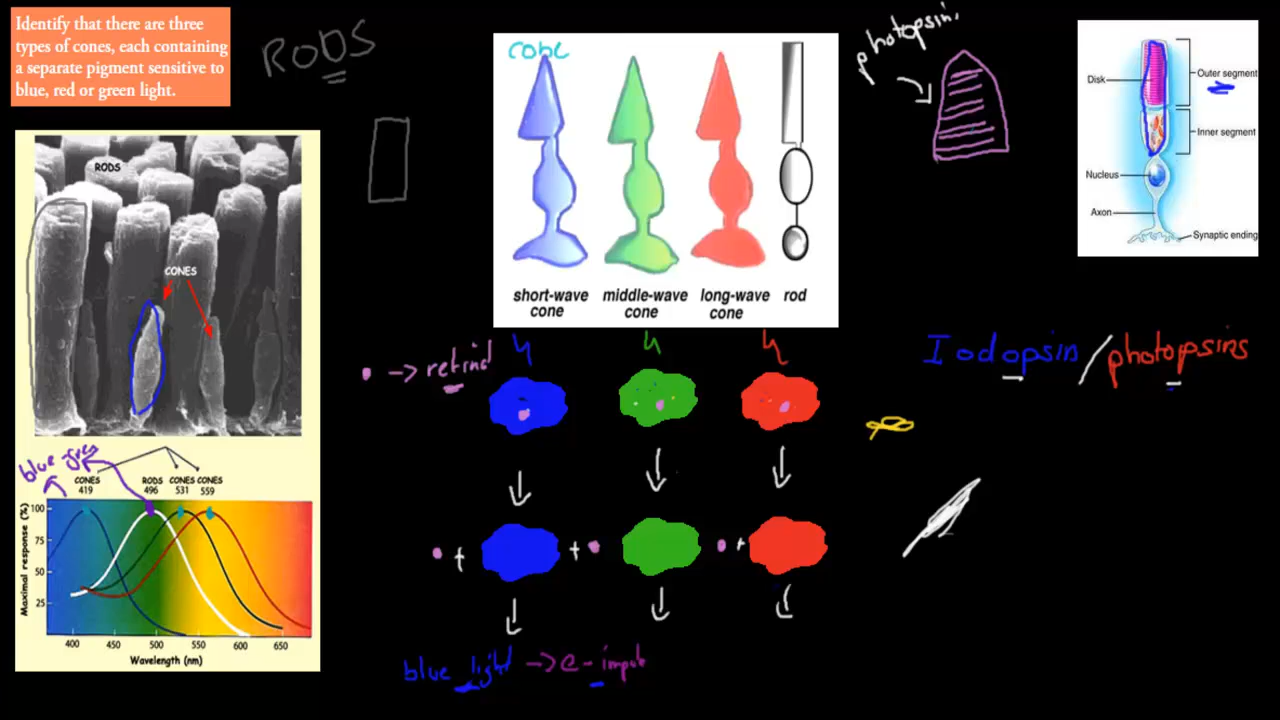 Identify that there are three
types of cones, each containing
a separate pigment sensitive to
blue, red or green light.
RODS
cone
short-wave cone
middle-wave cone
long-wave cone
rod
photopsin
Disk
Outer segment
Inner segment
Nucleus
Axon
Synaptic ending
RODS
CONES
-> retinal
Iodopsin / photopsins
CONES 419
RODS 496
CONES 531
CONES 559
Maximal response (%)
100
75
50
25
400 450 500 550 600 650
Wavelength (nm)
+
+
+
blue light -> e - impuls